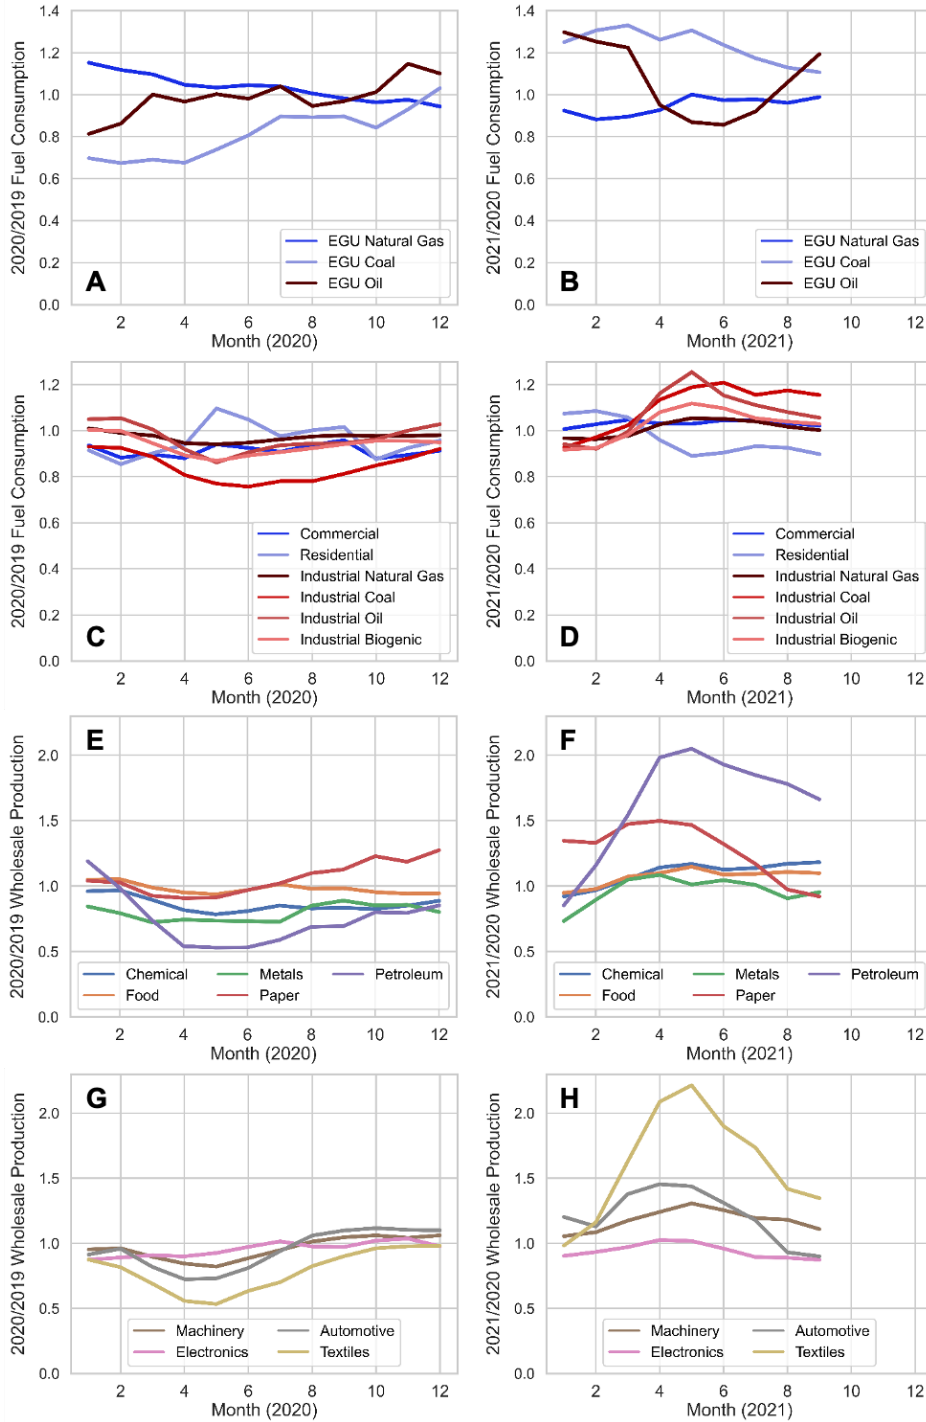 1.4
1.2
1.0
0.8
0.6
0.4
0.2
0.0
2020/2019 Fuel Consumption
EGU Natural Gas
EGU Coal
EGU Oil
A
2 4 6 8 10 12
Month (2020)
1.4
1.2
1.0
0.8
0.6
0.4
0.2
0.0
2021/2020 Fuel Consumption
EGU Natural Gas
EGU Coal
EGU Oil
B
2 4 6 8 10 12
Month (2021)
1.2
1.0
0.8
0.6
0.4
0.2
0.0
2020/2019 Fuel Consumption
Commercial
Residential
Industrial Natural Gas
Industrial Coal
Industrial Oil
Industrial Biogenic
C
2 4 6 8 10 12
Month (2020)
1.2
1.0
0.8
0.6
0.4
0.2
0.0
2021/2020 Fuel Consumption
Commercial
Residential
Industrial Natural Gas
Industrial Coal
Industrial Oil
Industrial Biogenic
D
2 4 6 8 10 12
Month (2021)
E
2.0
1.5
1.0
0.5
0.0
2020/2019 Wholesale Production
Chemical Metals Petroleum
Food Paper
2 4 6 8 10 12
Month (2020)
F
2.0
1.5
1.0
0.5
0.0
2021/2020 Wholesale Production
Chemical Metals Petroleum
Food Paper
2 4 6 8 10 12
Month (2021)
G
2.0
1.5
1.0
0.5
0.0
2020/2019 Wholesale Production
Machinery Automotive
Electronics Textiles
2 4 6 8 10 12
Month (2020)
H
2.0
1.5
1.0
0.5
0.0
2021/2020 Wholesale Production
Machinery Automotive
Electronics Textiles
2 4 6 8 10 12
Month (2021)